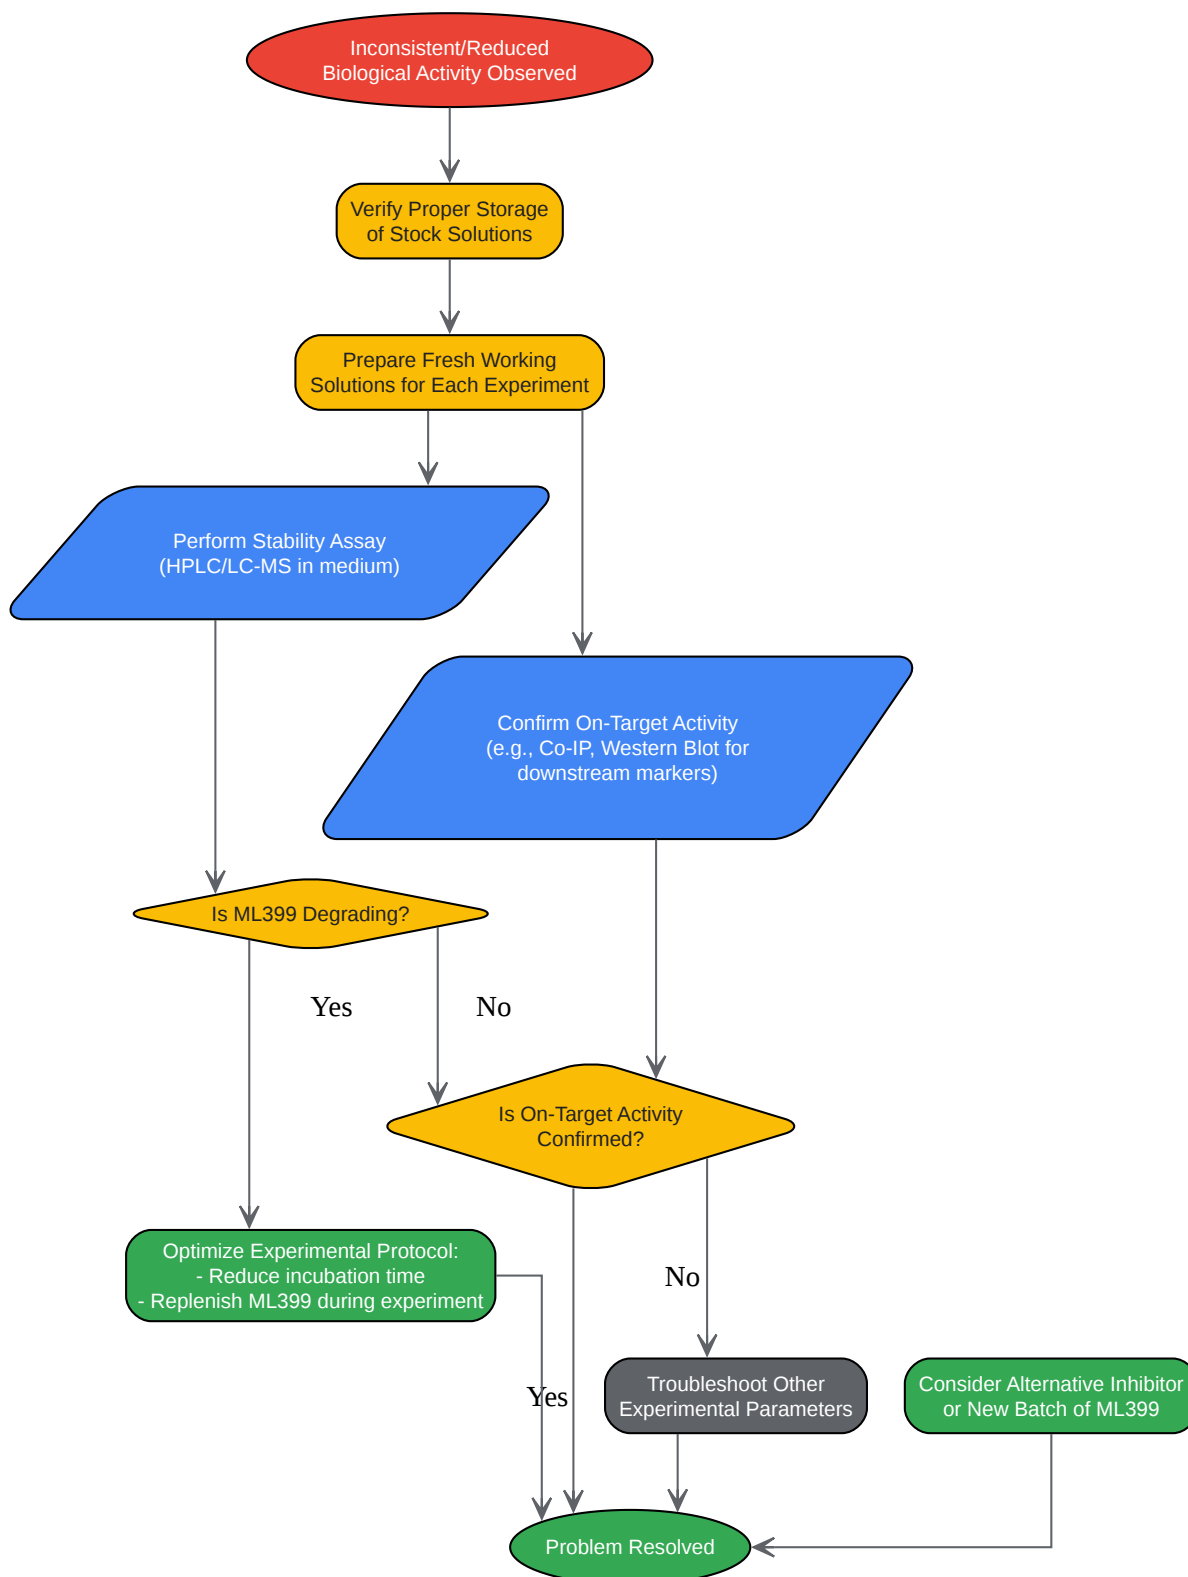 Inconsistent/Reduced
Biological Activity Observed
Verify Proper Storage
of Stock Solutions
Prepare Fresh Working
Solutions for Each Experiment
Perform Stability Assay
(HPLC/LC-MS in medium)
Confirm On-Target Activity
(e.g., Co-IP, Western Blot for
downstream markers)
Is ML399 Degrading?
Yes
No
Is On-Target Activity
Confirmed?
Optimize Experimental Protocol:
- Reduce incubation time
- Replenish ML399 during experiment
No
Yes
Troubleshoot Other
Experimental Parameters
Consider Alternative Inhibitor
or New Batch of ML399
Problem Resolved